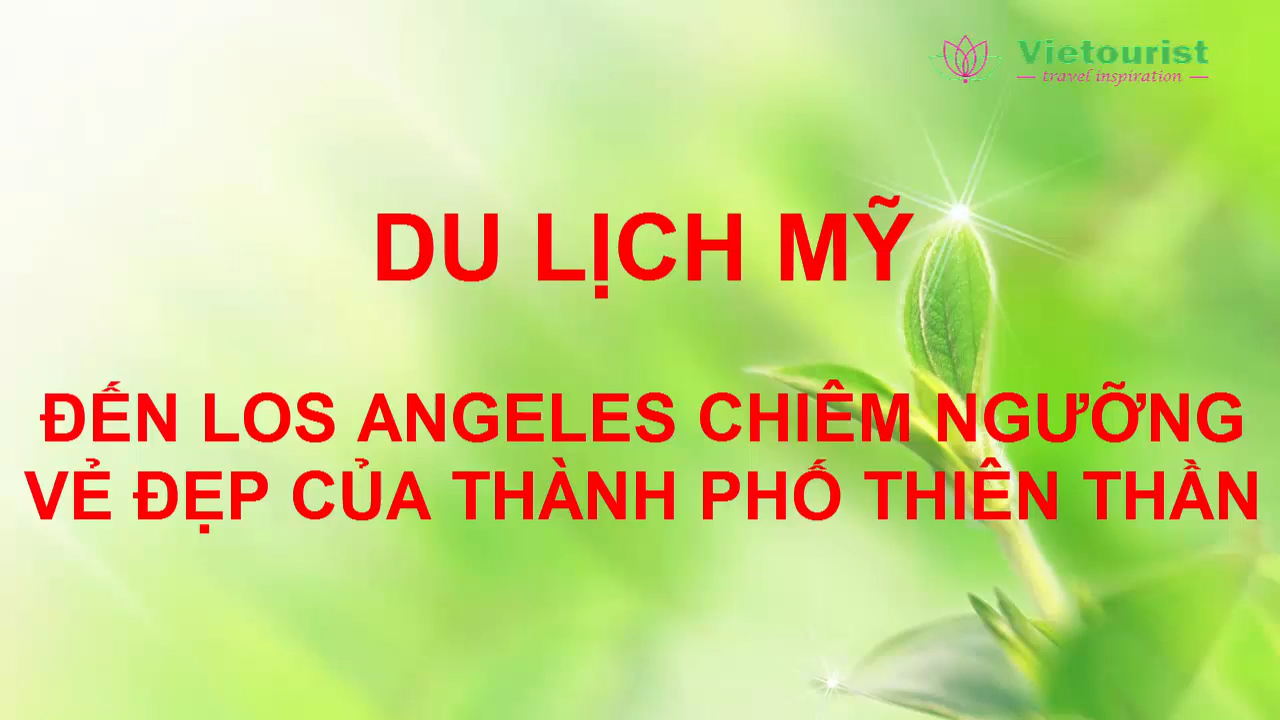 Vietourist
travel inspiration
DU LỊCH MỸ
ĐẾN LOS ANGELES CHIÊM NGƯỠNG
VẺ ĐẸP CỦA THÀNH PHỐ THIÊN THẦN